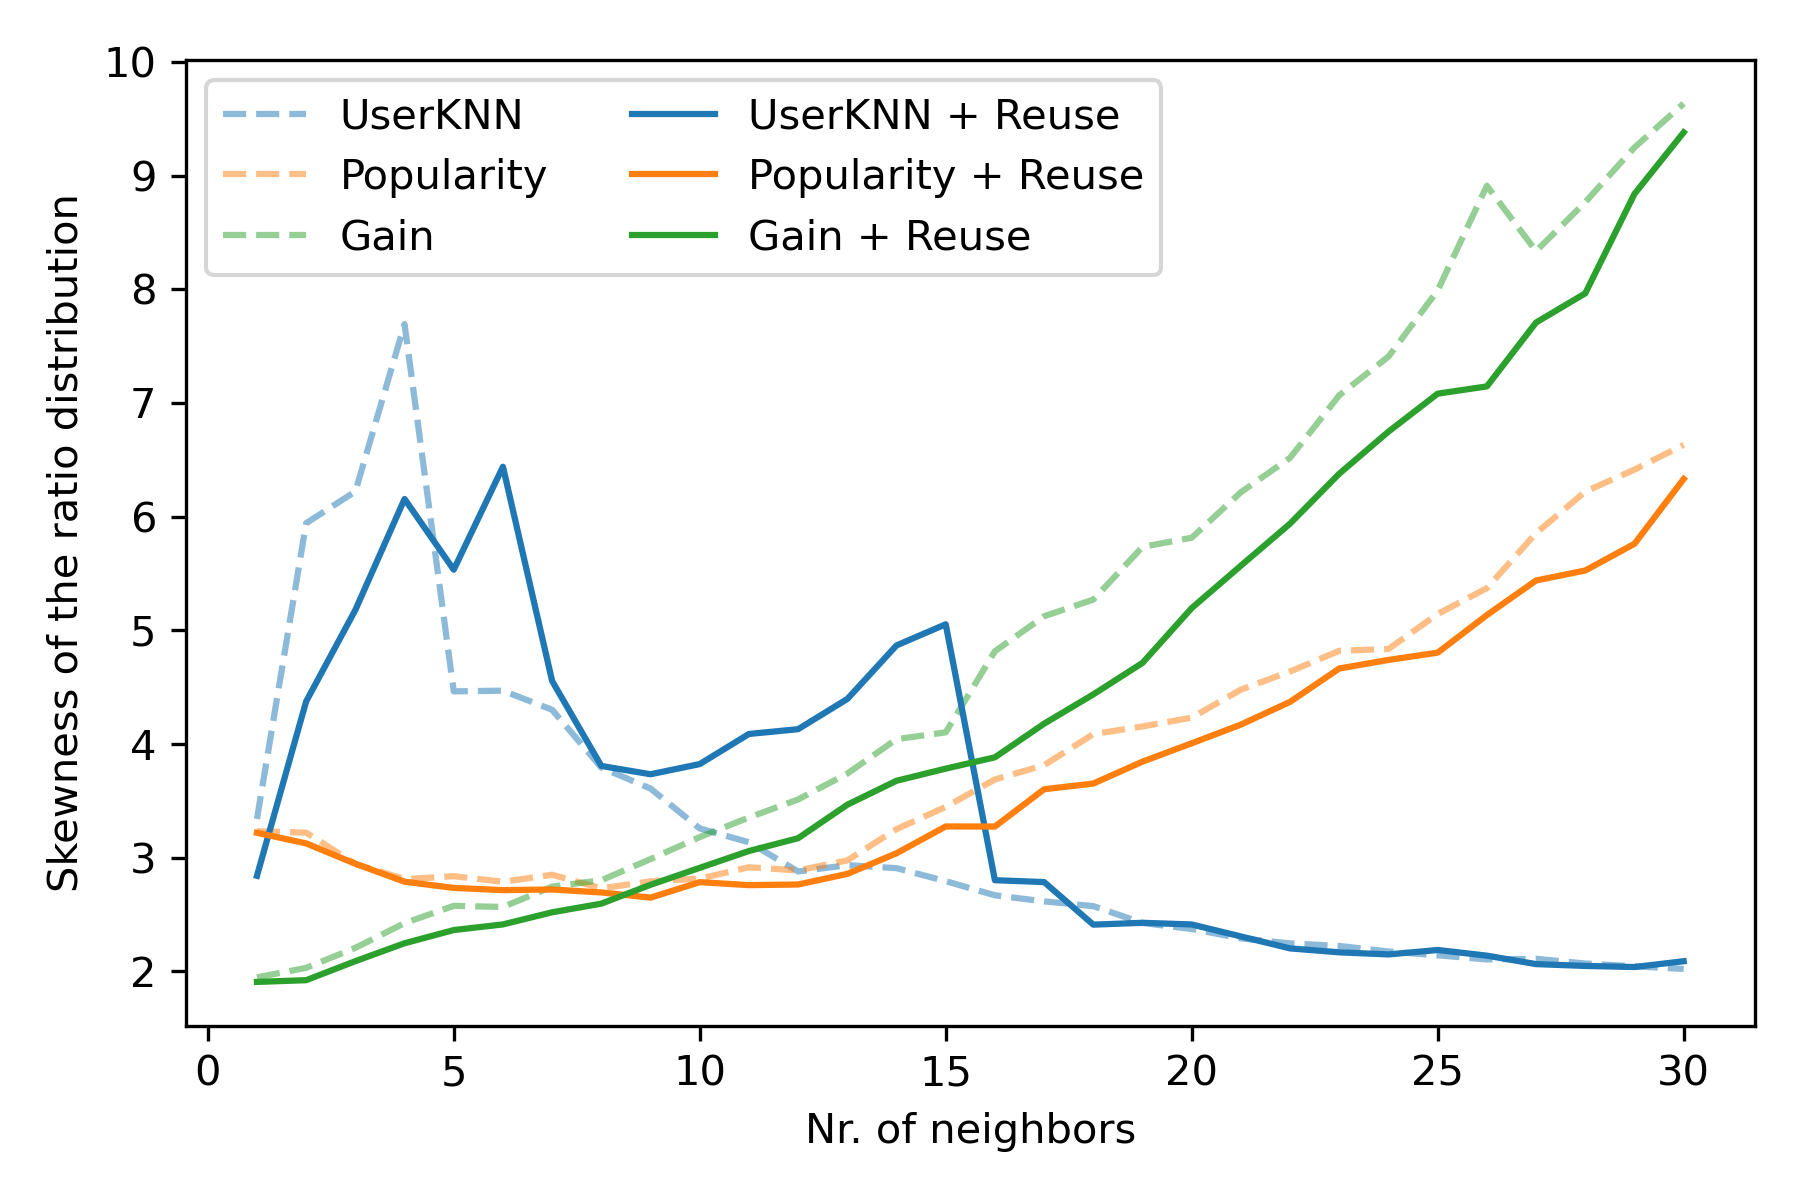 10
9
8
7
6
5
4
3
2
Skewness of the ratio distribution
UserKNN
Popularity
Gain
UserKNN + Reuse
Popularity + Reuse
Gain + Reuse
0 5 10 15 20 25 30
Nr. of neighbors